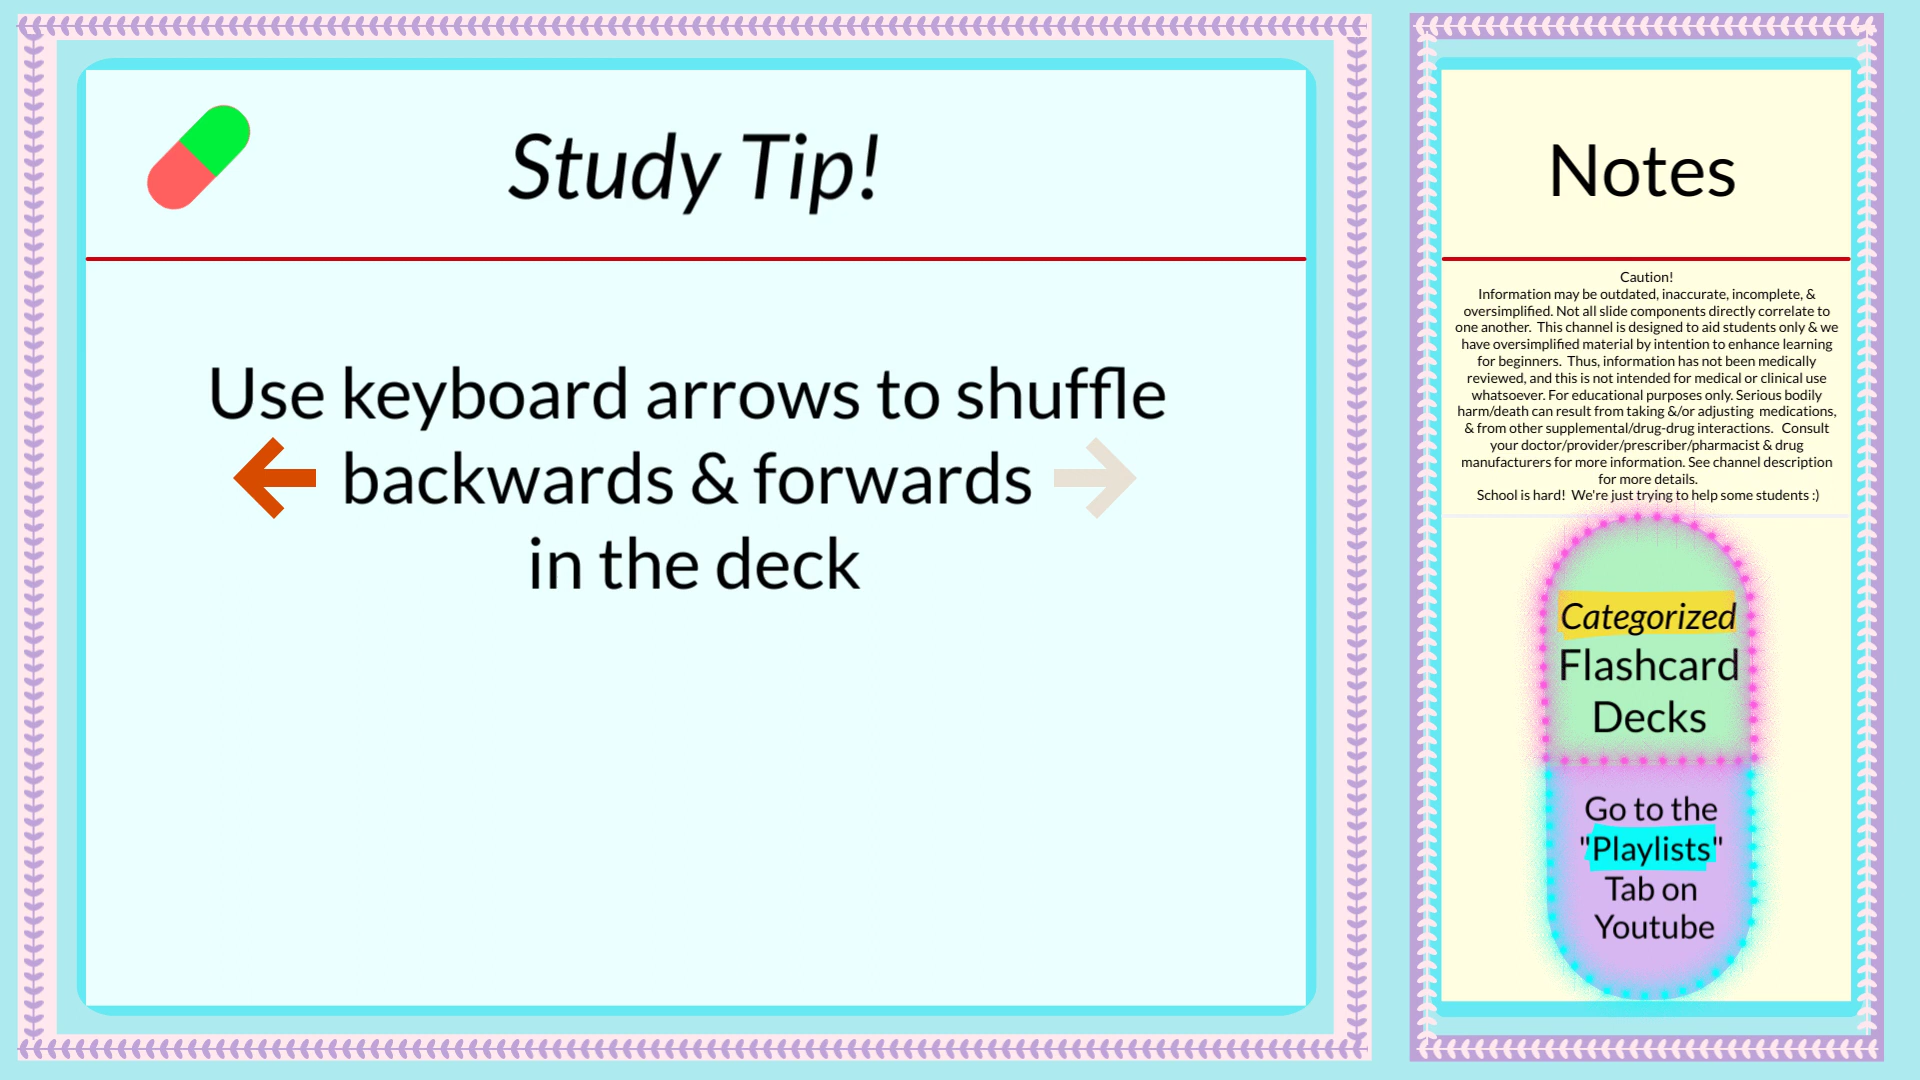 Study Tip!
Use keyboard arrows to shuffle
backwards & forwards
in the deck
Notes
Caution!
Information may be outdated, inaccurate, incomplete, &
oversimplified. Not all slide components directly correlate to
one another. This channel is designed to aid students only & we
have oversimplified material by intention to enhance learning
for beginners. Thus, information has not been medically
reviewed, and this is not intended for medical or clinical use
whatsoever. For educational purposes only. Serious bodily
harm/death can result from taking &/or adjusting medications,
& from other supplemental/drug-drug interactions. Consult
your doctor/provider/prescriber/pharmacist & drug
manufacturers for more information. See channel description
for more details.
School is hard! We're just trying to help some students :)
Categorized
Flashcard
Decks
Go to the
"Playlists"
Tab on
Youtube